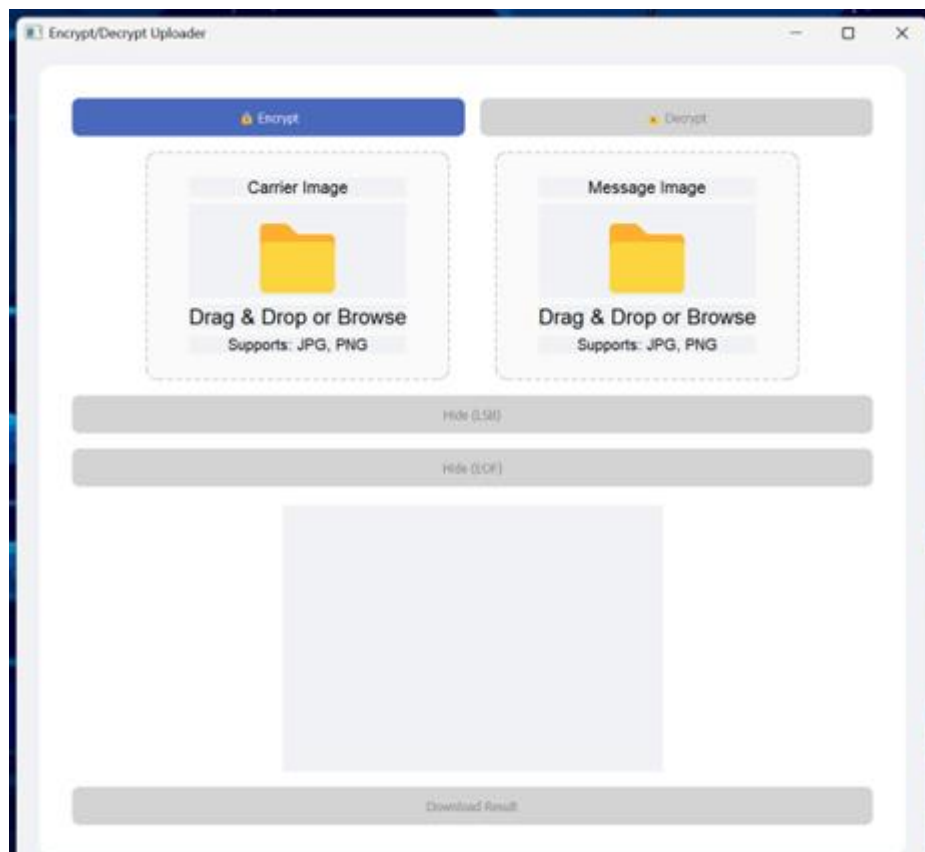 Encrypt/Decrypt Uploader
Encrypt
Decrypt
Carrier Image
Message Image
Drag & Drop or Browse
Drag & Drop or Browse
Supports: JPG, PNG
Supports: JPG, PNG
Hide (LSB)
Hide (EOF)
Download Result